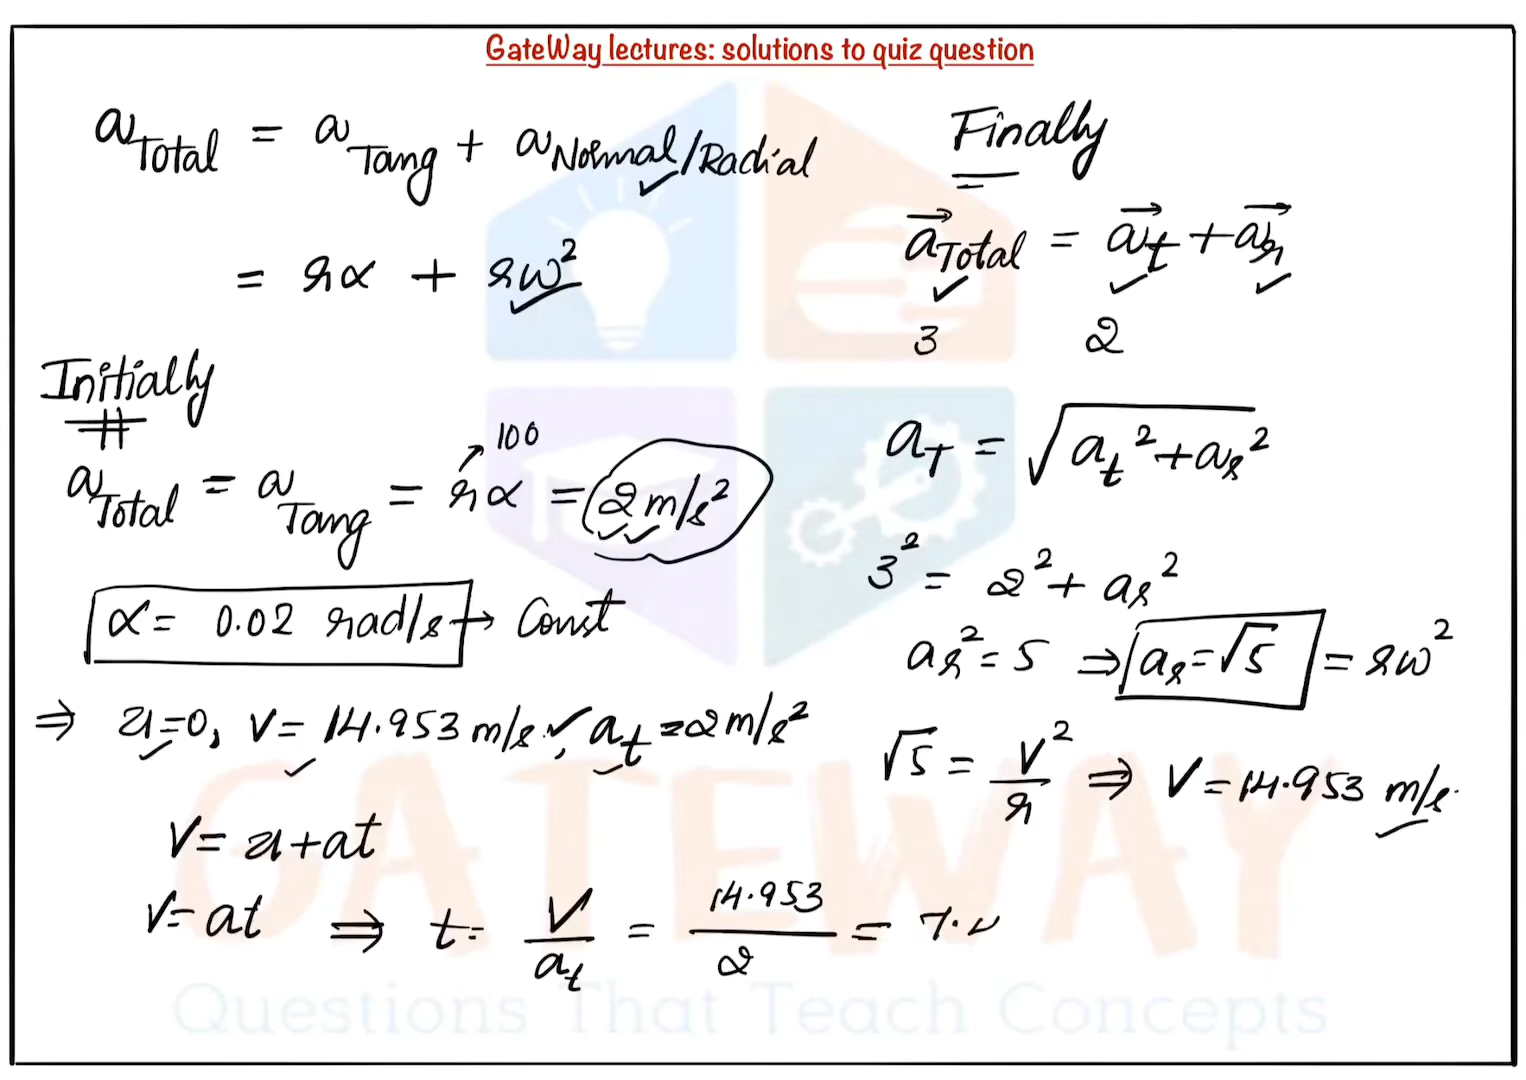 GateWay lectures: solutions to quiz question
a_Total = a_Tang + a_Normal/Radial
= rα + rω²
Initially
a_Total = a_Tang = rα = 2 m/s²
100
α = 0.02 rad/s → Const
⇒ u=0, v= 14.953 m/s, a_t = 2 m/s²
v= u+at
v= at ⇒ t= v/a_t = 14.953/2 = 7.
Finally
a⃗_Total = a⃗_t + a⃗_r
3 2
a_T = √(a_t² + a_r²)
3² = 2² + a_r²
a_r² = 5 ⇒ a_r = √5 = rω²
√5 = v²/r ⇒ v = 14.953 m/s.
GATEWAY
Questions That Teach Concepts